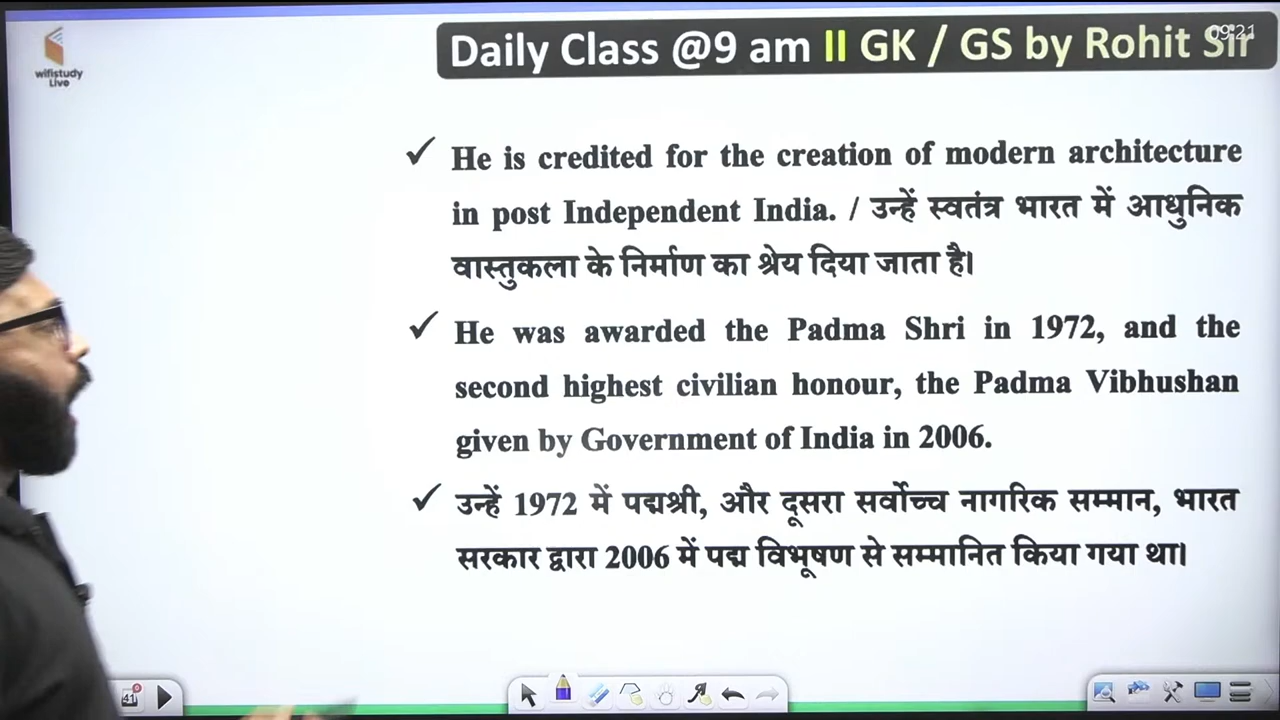 wifistudy
Live
Daily Class @9 am II GK / GS by Rohit Sir
09:21
✓ He is credited for the creation of modern architecture
in post Independent India. / उन्हें स्वतंत्र भारत में आधुनिक
वास्तुकला के निर्माण का श्रेय दिया जाता है।
✓ He was awarded the Padma Shri in 1972, and the
second highest civilian honour, the Padma Vibhushan
given by Government of India in 2006.
✓ उन्हें 1972 में पद्मश्री, और दूसरा सर्वोच्च नागरिक सम्मान, भारत
सरकार द्वारा 2006 में पद्म विभूषण से सम्मानित किया गया था।
41